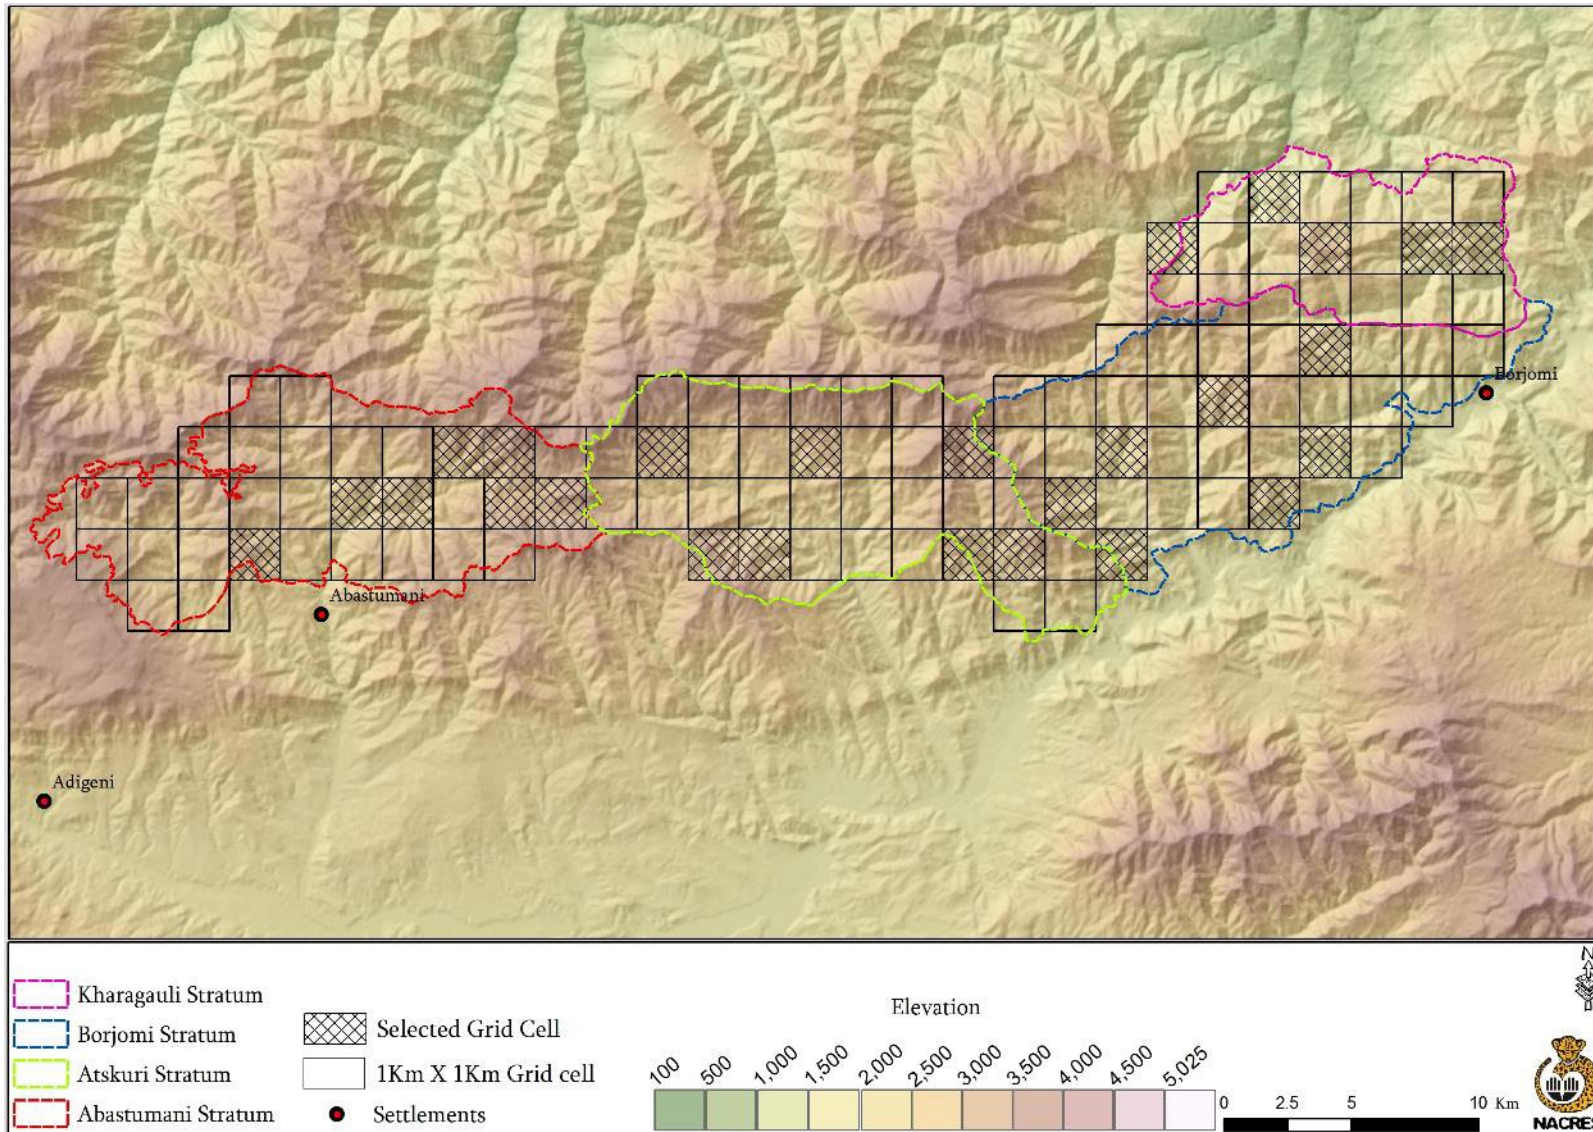 Borjomi
Abastumani
Adigeni
N
Kharagauli Stratum
Borjomi Stratum
Atskuri Stratum
Abastumani Stratum
Selected Grid Cell
1Km X 1Km Grid cell
Settlements
Elevation
100 500 1,000 1,500 2,000 2,500 3,000 3,500 4,000 4,500 5,025
0 2.5 5 10 Km
NACRES